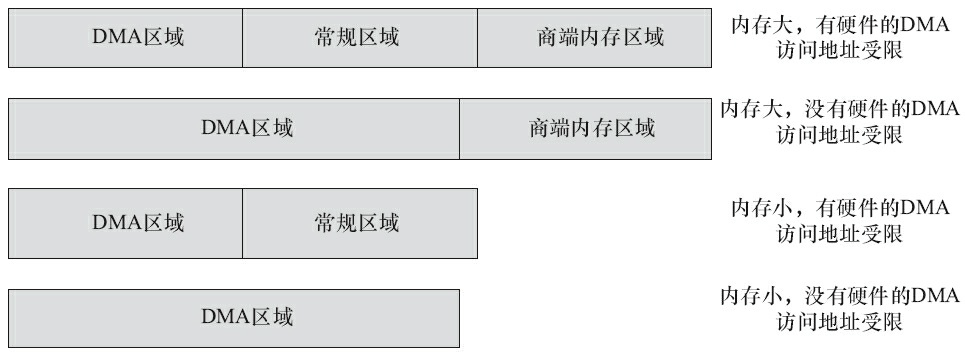 DMA区域 常规区域 商端内存区域 内存大，有硬件的DMA
访问地址受限
DMA区域 商端内存区域 内存大，没有硬件的DMA
访问地址受限
DMA区域 常规区域 内存小，有硬件的DMA
访问地址受限
DMA区域 内存小，没有硬件的DMA
访问地址受限